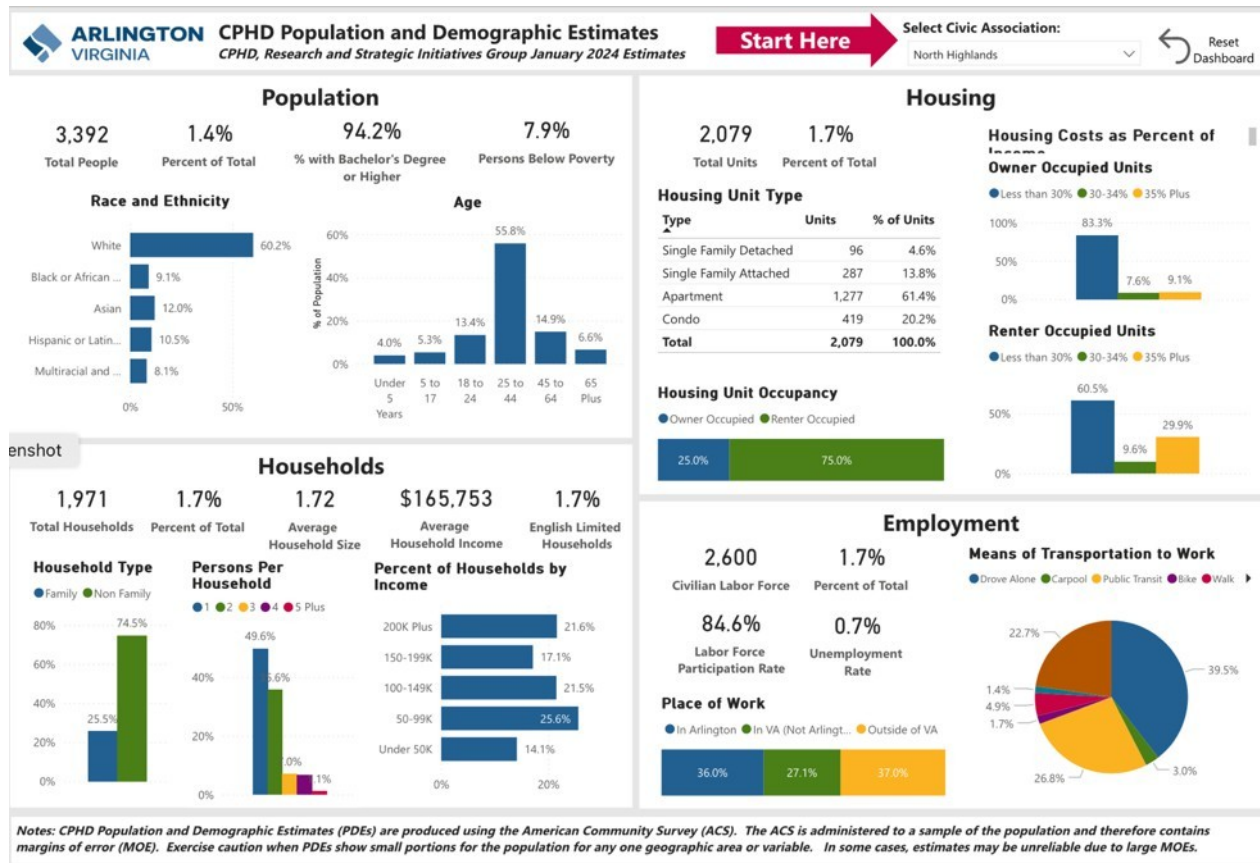 ARLINGTON
VIRGINIA
CPHD Population and Demographic Estimates
CPHD, Research and Strategic Initiatives Group January 2024 Estimates
Start Here
Select Civic Association:
North Highlands
Reset
Dashboard
Population
3,392
Total People
1.4%
Percent of Total
94.2%
% with Bachelor's Degree
or Higher
7.9%
Persons Below Poverty
Race and Ethnicity
White 60.2%
Black or African ... 9.1%
Asian 12.0%
Hispanic or Latin... 10.5%
Multiracial and ... 8.1%
0% 50%
Age
% of Population
60%
40%
20%
0%
4.0% 5.3% 13.4% 55.8% 14.9% 6.6%
Under 5 to 18 to 25 to 45 to 65
5 17 24 44 64 Plus
Years
enshot
Households
1,971
Total Households
1.7%
Percent of Total
1.72
Average
Household Size
$165,753
Average
Household Income
1.7%
English Limited
Households
Household Type
Family Non Family
80%
60%
40%
20%
0%
25.5% 74.5%
Persons Per
Household
1 2 3 4 5 Plus
40%
20%
0%
49.6%
Percent of Households by
Income
200K Plus 21.6%
150-199K 17.1%
100-149K 21.5%
50-99K 25.6%
Under 50K 14.1%
0% 20%
Housing
2,079
Total Units
1.7%
Percent of Total
Housing Unit Type
Type Units % of Units
Single Family Detached 96 4.6%
Single Family Attached 287 13.8%
Apartment 1,277 61.4%
Condo 419 20.2%
Total 2,079 100.0%
Housing Unit Occupancy
Owner Occupied Renter Occupied
25.0% 75.0%
Housing Costs as Percent of
Income
Owner Occupied Units
Less than 30% 30-34% 35% Plus
100%
50%
0%
83.3% 7.6% 9.1%
Renter Occupied Units
Less than 30% 30-34% 35% Plus
50%
0%
60.5% 9.6% 29.9%
Employment
2,600
Civilian Labor Force
1.7%
Percent of Total
84.6%
Labor Force
Participation Rate
0.7%
Unemployment
Rate
Place of Work
In Arlington In VA (Not Arlingt... Outside of VA
36.0% 27.1% 37.0%
Means of Transportation to Work
Drove Alone Carpool Public Transit Bike Walk
22.7%
39.5%
1.4%
4.9%
1.7%
3.0%
26.8%
Notes: CPHD Population and Demographic Estimates (PDEs) are produced using the American Community Survey (ACS). The ACS is administered to a sample of the population and therefore contains
margins of error (MOE). Exercise caution when PDEs show small portions for the population for any one geographic area or variable. In some cases, estimates may be unreliable due to large MOEs.